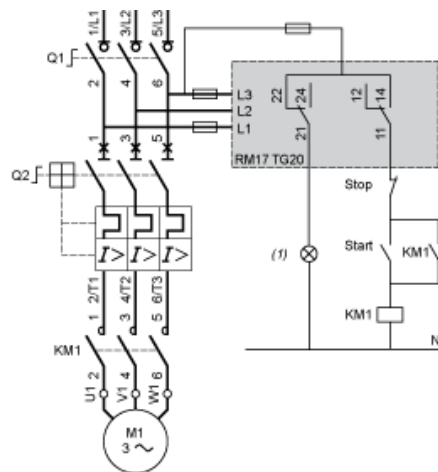 1/L1 3/L2 5/L3
Q1
2 4 6
L3
L2
L1
22 24 12 14
21 11
RM17 TG20
1 3 5
Q2
I> I> I>
2/T1 4/T2 6/T3
1 3 5
KM1
2 4 6
U1 V1 W1
M1
3 ~
Stop
Start KM1
(1)
KM1
N